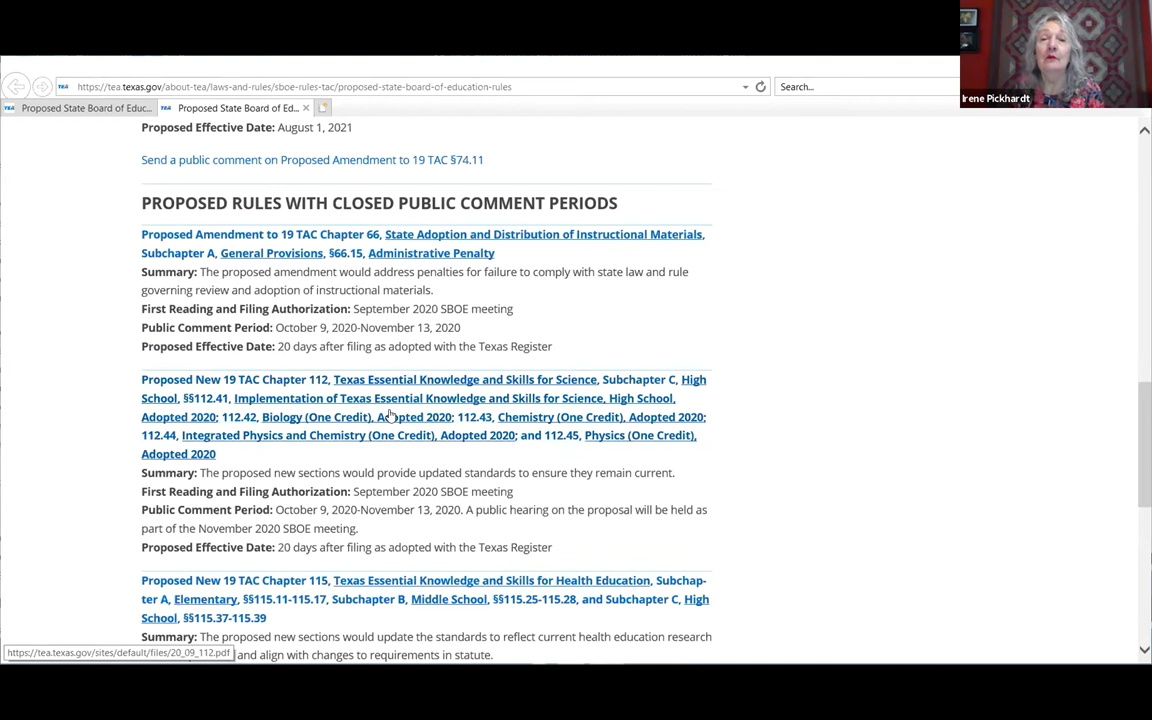 Irene Pickhardt
https://tea.texas.gov/about-tea/laws-and-rules/sboe-rules-tac/proposed-state-board-of-education-rules
Search...
Proposed State Board of Educ...
Proposed State Board of Ed...
Proposed Effective Date: August 1, 2021
Send a public comment on Proposed Amendment to 19 TAC §74.11
PROPOSED RULES WITH CLOSED PUBLIC COMMENT PERIODS
Proposed Amendment to 19 TAC Chapter 66, State Adoption and Distribution of Instructional Materials,
Subchapter A, General Provisions, §66.15, Administrative Penalty
Summary: The proposed amendment would address penalties for failure to comply with state law and rule
governing review and adoption of instructional materials.
First Reading and Filing Authorization: September 2020 SBOE meeting
Public Comment Period: October 9, 2020-November 13, 2020
Proposed Effective Date: 20 days after filing as adopted with the Texas Register
Proposed New 19 TAC Chapter 112, Texas Essential Knowledge and Skills for Science, Subchapter C, High
School, §§112.41, Implementation of Texas Essential Knowledge and Skills for Science, High School,
Adopted 2020; 112.42, Biology (One Credit), Adopted 2020; 112.43, Chemistry (One Credit), Adopted 2020;
112.44, Integrated Physics and Chemistry (One Credit), Adopted 2020; and 112.45, Physics (One Credit),
Adopted 2020
Summary: The proposed new sections would provide updated standards to ensure they remain current.
First Reading and Filing Authorization: September 2020 SBOE meeting
Public Comment Period: October 9, 2020-November 13, 2020. A public hearing on the proposal will be held as
part of the November 2020 SBOE meeting.
Proposed Effective Date: 20 days after filing as adopted with the Texas Register
Proposed New 19 TAC Chapter 115, Texas Essential Knowledge and Skills for Health Education, Subchap-
ter A, Elementary, §§115.11-115.17, Subchapter B, Middle School, §§115.25-115.28, and Subchapter C, High
School, §§115.37-115.39
Summary: The proposed new sections would update the standards to reflect current health education research
and align with changes to requirements in statute.
https://tea.texas.gov/sites/default/files/20_09_112.pdf